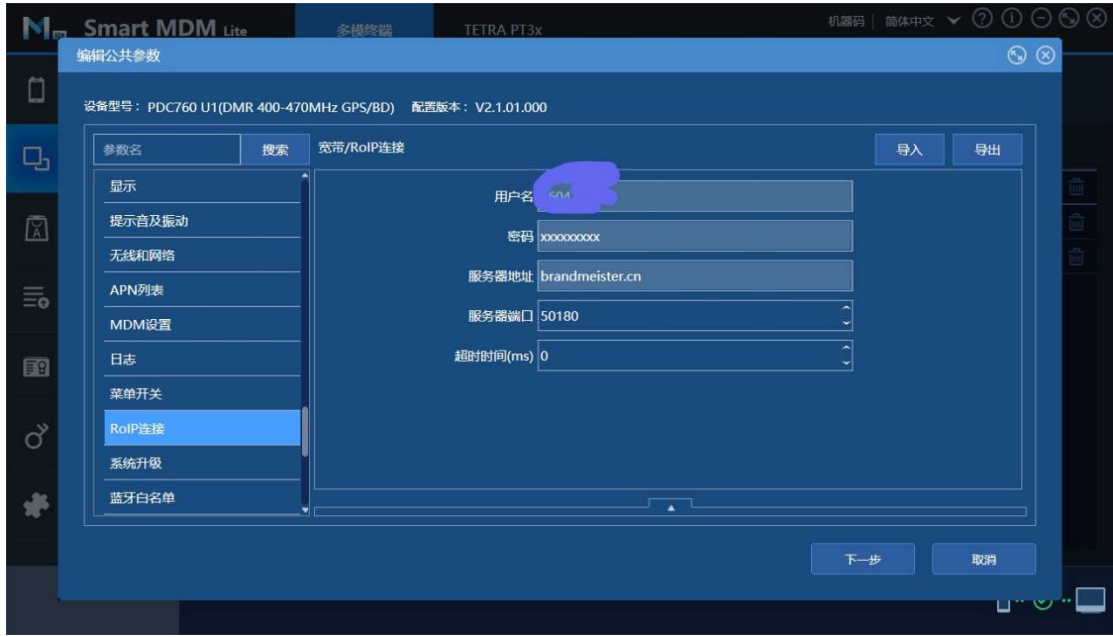 Smart MDM Lite 多模终端 TETRA PT3x 机器码 简体中文
编辑公共参数
设备型号： PDC760 U1(DMR 400-470MHz GPS/BD) 配置版本： V2.1.01.000
参数名 搜索 宽带/RoIP连接 导入 导出
显示
提示音及振动
无线和网络
APN列表
MDM设置
日志
菜单开关
RoIP连接
系统升级
蓝牙白名单
用户名
密码 xxxxxxxxx
服务器地址 brandmeister.cn
服务器端口 50180
超时时间(ms) 0
下一步 取消